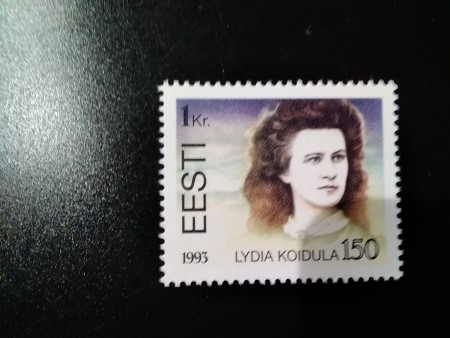 1 Kr.
EESTI
1993
LYDIA KOIDULA 150